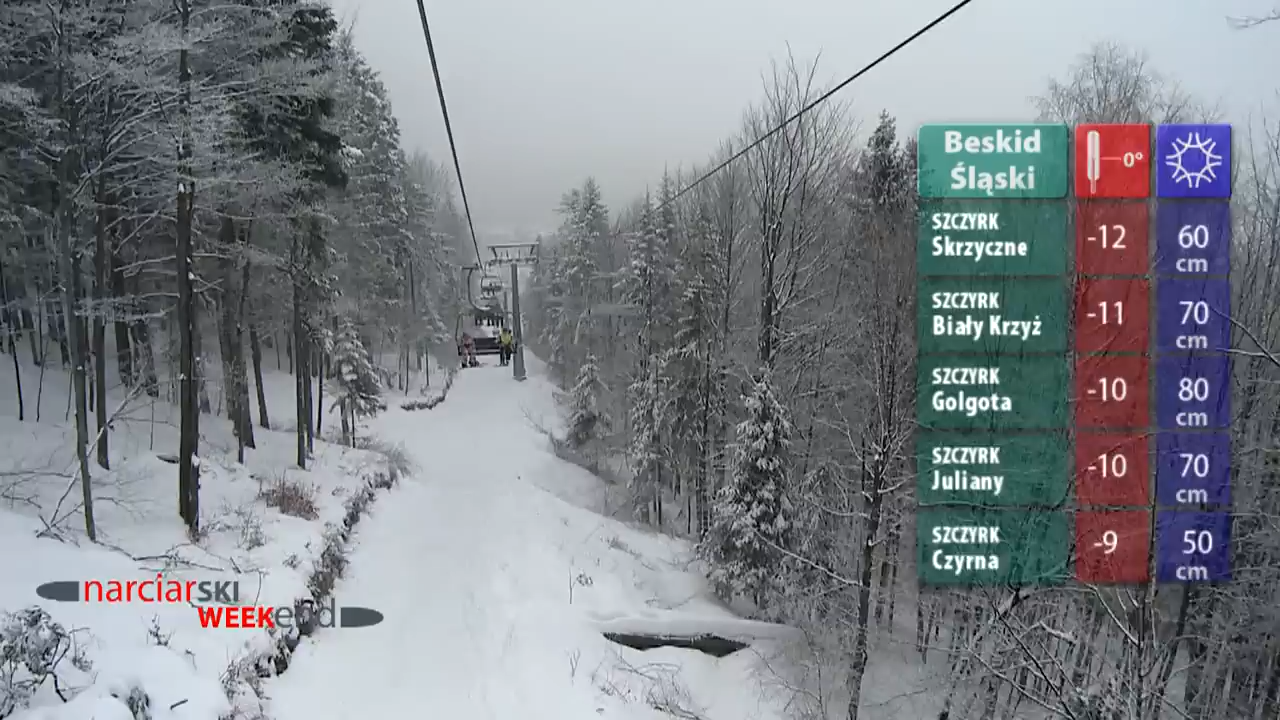 Beskid
Śląski
0°
SZCZYRK
Skrzyczne
-12
60
cm
SZCZYRK
Biały Krzyż
-11
70
cm
SZCZYRK
Golgota
-10
80
cm
SZCZYRK
Juliany
-10
70
cm
SZCZYRK
Czyrna
-9
50
cm
narciarSKI
WEEKend